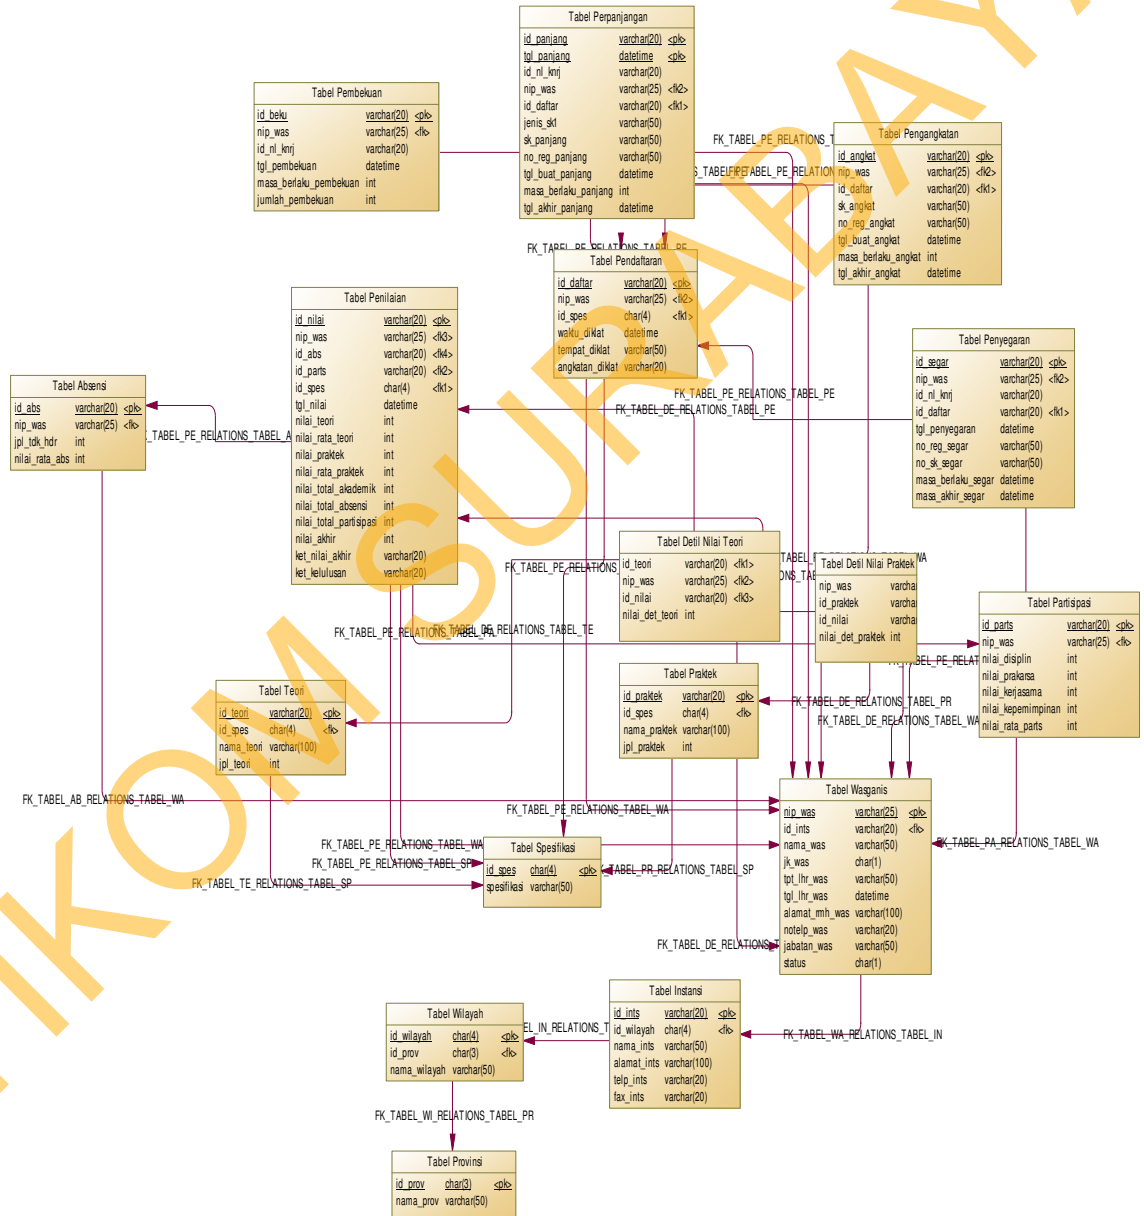 Tabel Perpanjangan
id_panjang varchar(20) <pk>
tgl_panjang datetime <pk>
id_nl_knrj varchar(20)
nip_was varchar(25) <fk2>
id_daftar varchar(20) <fk1>
jenis_sk1 varchar(50)
sk_panjang varchar(50)
no_reg_panjang varchar(50)
tgl_buat_panjang datetime
masa_berlaku_panjang int
tgl_akhir_panjang datetime
Tabel Pembekuan
id_beku varchar(20) <pk>
nip_was varchar(25) <fk>
id_nl_knrj varchar(20)
tgl_pembekuan datetime
masa_berlaku_pembekuan int
jumlah_pembekuan int
FK_TABEL_PE_RELATIONS_T
Tabel Pengangkatan
id_angkat varchar(20) <pk>
nip_was varchar(25) <fk2>
id_daftar varchar(20) <fk1>
sk_angkat varchar(50)
no_reg_angkat varchar(50)
tgl_buat_angkat datetime
masa_berlaku_angkat int
tgl_akhir_angkat datetime
FK_TABEL_PE_RELATIONS_TABEL_PE
Tabel Pendaftaran
id_daftar varchar(20) <pk>
nip_was varchar(25) <fk2>
id_spes char(4) <fk1>
waktu_diklat datetime
tempat_diklat varchar(50)
angkatan_diklat varchar(20)
Tabel Penilaian
id_nilai varchar(20) <pk>
nip_was varchar(25) <fk3>
id_abs varchar(20) <fk4>
id_parts varchar(20) <fk2>
id_spes char(4) <fk1>
tgl_nilai datetime
nilai_teori int
nilai_rata_teori int
nilai_praktek int
nilai_rata_praktek int
nilai_total_akademik int
nilai_total_absensi int
nilai_total_partisipasi int
nilai_akhir int
ket_nilai_akhir varchar(20)
ket_kelulusan varchar(20)
Tabel Penyegaran
id_segar varchar(20) <pk>
nip_was varchar(25) <fk2>
id_nl_knrj varchar(20)
id_daftar varchar(20) <fk1>
tgl_penyegaran datetime
no_reg_segar varchar(50)
no_sk_segar varchar(50)
masa_berlaku_segar datetime
masa_akhir_segar datetime
Tabel Absensi
id_abs varchar(20) <pk>
nip_was varchar(25) <fk>
jpl_tdk_hdr int
nilai_rata_abs int
FK_TABEL_PE_RELATIONS_TABEL_PE
FK_TABEL_DE_RELATIONS_TABEL_PE
_TABEL_PE_RELATIONS_TABEL_A
Tabel Detil Nilai Teori
id_teori varchar(20) <fk1>
nip_was varchar(25) <fk2>
id_nilai varchar(20) <fk3>
nilai_det_teori int
Tabel Detil Nilai Praktek
nip_was varcha
id_praktek varcha
id_nilai varcha
nilai_det_praktek int
FK_TABEL_PE_RELATIONS_
Tabel Partisipasi
id_parts varchar(20) <pk>
nip_was varchar(25) <fk>
nilai_disiplin int
nilai_prakarsa int
nilai_kerjasama int
nilai_kepemimpinan int
nilai_rata_parts int
FK_TABEL_PE_RELATIONS_TABEL_PA
FK_TABEL_DE_RELATIONS_TABEL_TE
Tabel Praktek
id_praktek varchar(20) <pk>
id_spes char(4) <fk>
nama_praktek varchar(100)
jpl_praktek int
Tabel Teori
id_teori varchar(20) <pk>
id_spes char(4) <fk>
nama_teori varchar(100)
jpl_teori int
FK_TABEL_DE_RELATIONS_TABEL_PR
FK_TABEL_DE_RELATIONS_TABEL_WA
FK_TABEL_AB_RELATIONS_TABEL_WA
FK_TABEL_PE_RELATIONS_TABEL_WA
Tabel Wasganis
nip_was varchar(25) <pk>
id_ints varchar(20) <fk>
nama_was varchar(50)
jk_was char(1)
tpt_lhr_was varchar(50)
tgl_lhr_was datetime
alamat_rmh_was varchar(100)
notelp_was varchar(20)
jabatan_was varchar(50)
status char(1)
FK_TABEL_PA_RELATIONS_TABEL_WA
FK_TABEL_PE_RELATIONS_TABEL_WA
FK_TABEL_PE_RELATIONS_TABEL_SP
FK_TABEL_TE_RELATIONS_TABEL_SP
Tabel Spesifikasi
id_spes char(4) <pk>
spesifikasi varchar(50)
_TABEL_PR_RELATIONS_TABEL_SP
FK_TABEL_DE_RELATIONS_T
Tabel Instansi
id_ints varchar(20) <pk>
id_wilayah char(4) <fk>
nama_ints varchar(50)
alamat_ints varchar(100)
telp_ints varchar(20)
fax_ints varchar(20)
FK_TABEL_WA_RELATIONS_TABEL_IN
Tabel Wilayah
id_wilayah char(4) <pk>
id_prov char(3) <fk>
nama_wilayah varchar(50)
EL_IN_RELATIONS_T
FK_TABEL_WI_RELATIONS_TABEL_PR
Tabel Provinsi
id_prov char(3) <pk>
nama_prov varchar(50)
IKOM SURABAYA